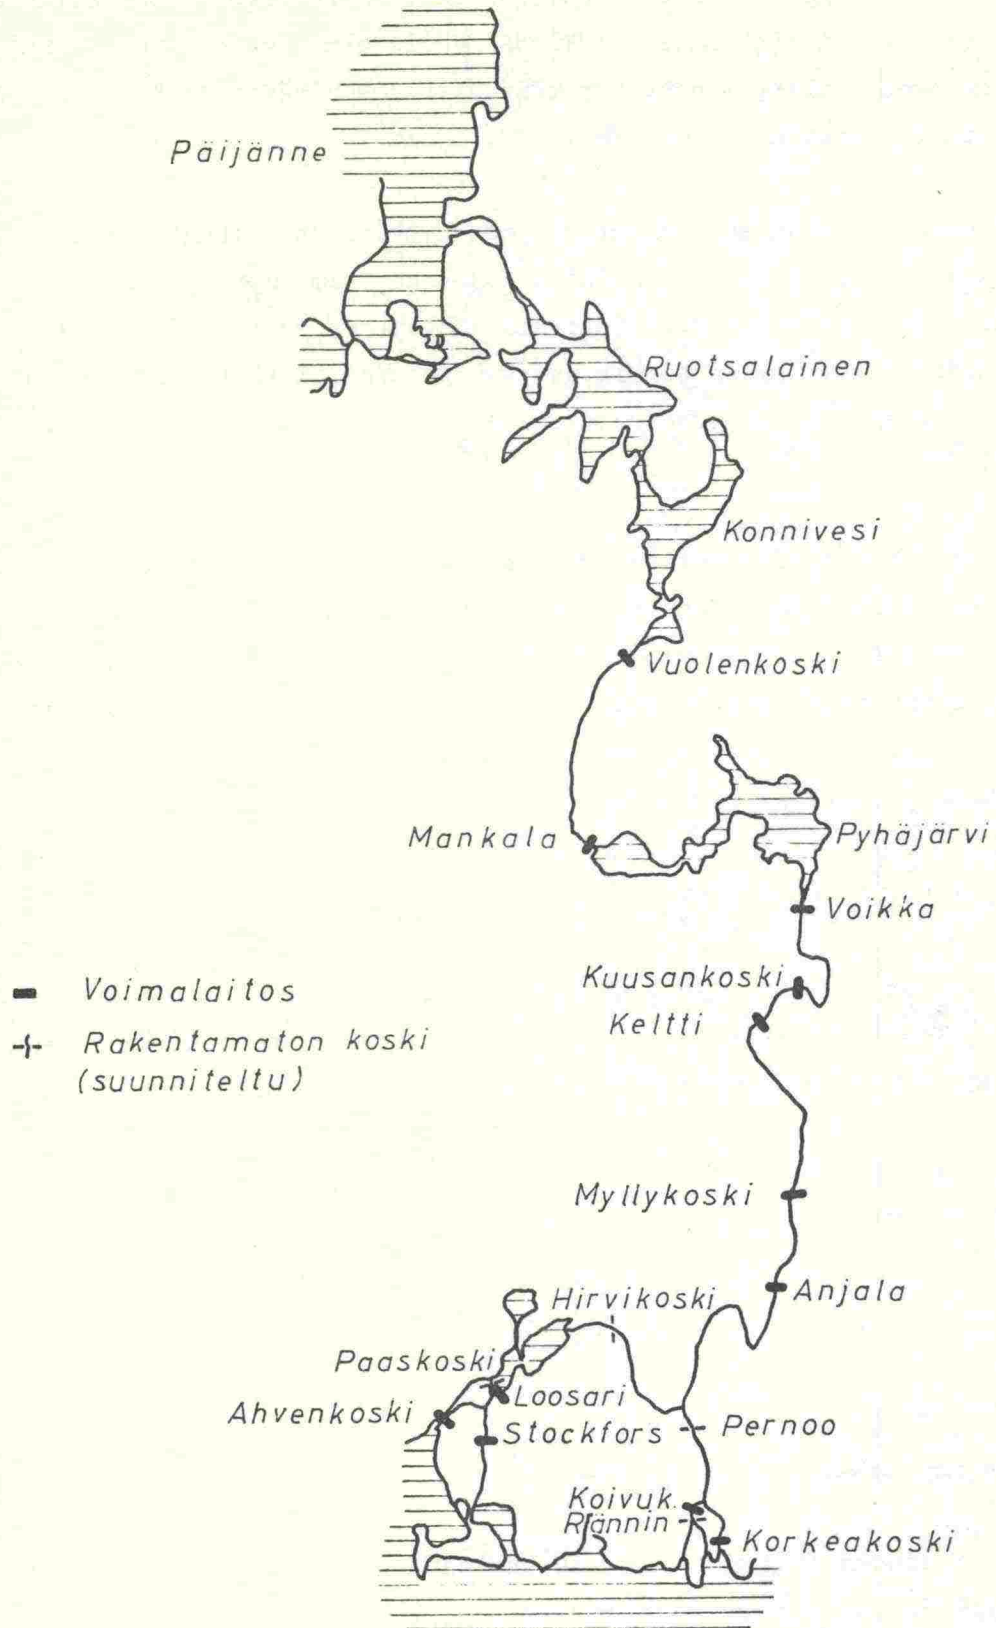 Päijänne
Ruotsalainen
Konnivesi
Vuolenkoski
Mankala
Pyhäjärvi
Voikka
Voimalaitos
Rakentamaton koski
(suunniteltu)
Kuusankoski
Keltti
Myllykoski
Anjala
Hirvikoski
Paaskoski
Loosari
Ahvenkoski
Stockfors
Pernoo
Koivuk.
Rännin
Korkeakoski